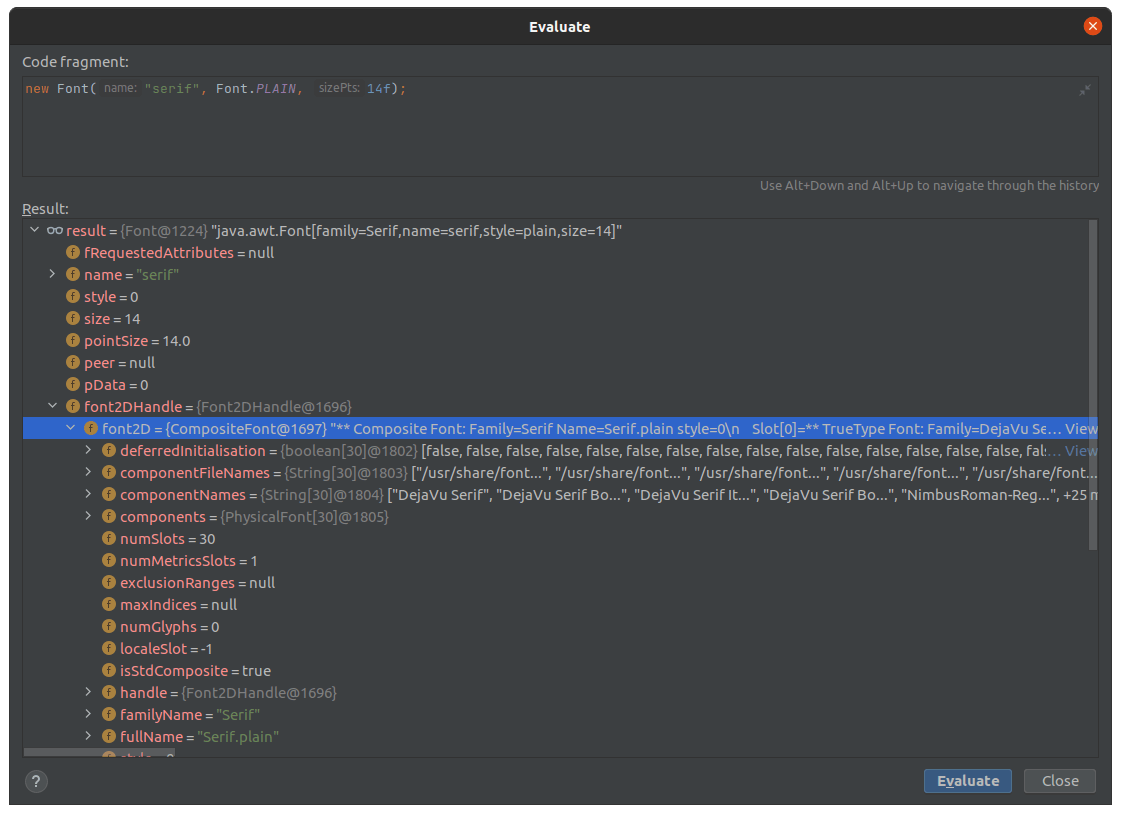 Evaluate
Code fragment:
new Font( name: "serif", Font.PLAIN, sizePts: 14f);
Use Alt+Down and Alt+Up to navigate through the history
Result:
result = {Font@1224} "java.awt.Font[family=Serif,name=serif,style=plain,size=14]"
f fRequestedAttributes = null
f name = "serif"
f style = 0
f size = 14
f pointSize = 14.0
f peer = null
f pData = 0
f font2DHandle = {Font2DHandle@1696}
f font2D = {CompositeFont@1697} "** Composite Font: Family=Serif Name=Serif.plain style=0\n   Slot[0]=** TrueType Font: Family=DejaVu Se... View
f deferredInitialisation = {boolean[30]@1802} [false, false, false, false, false, false, false, false, false, false, false, false, false, false, false, fal... View
f componentFileNames = {String[30]@1803} ["/usr/share/font...", "/usr/share/font...", "/usr/share/font...", "/usr/share/font...", "/usr/share/font...
f componentNames = {String[30]@1804} ["DejaVu Serif", "DejaVu Serif Bo...", "DejaVu Serif It...", "DejaVu Serif Bo...", "NimbusRoman-Reg...", +25 m
f components = {PhysicalFont[30]@1805}
f numSlots = 30
f numMetricsSlots = 1
f exclusionRanges = null
f maxIndices = null
f numGlyphs = 0
f localeSlot = -1
f isStdComposite = true
f handle = {Font2DHandle@1696}
f familyName = "Serif"
f fullName = "Serif.plain"
?
Evaluate
Close